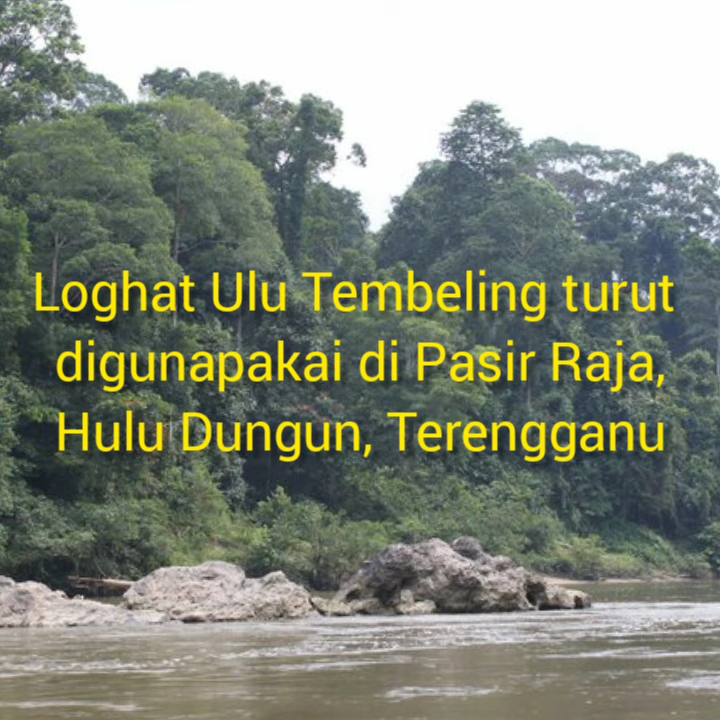 Loghat Ulu Tembeling turut
digunapakai di Pasir Raja,
Hulu Dungun, Terengganu